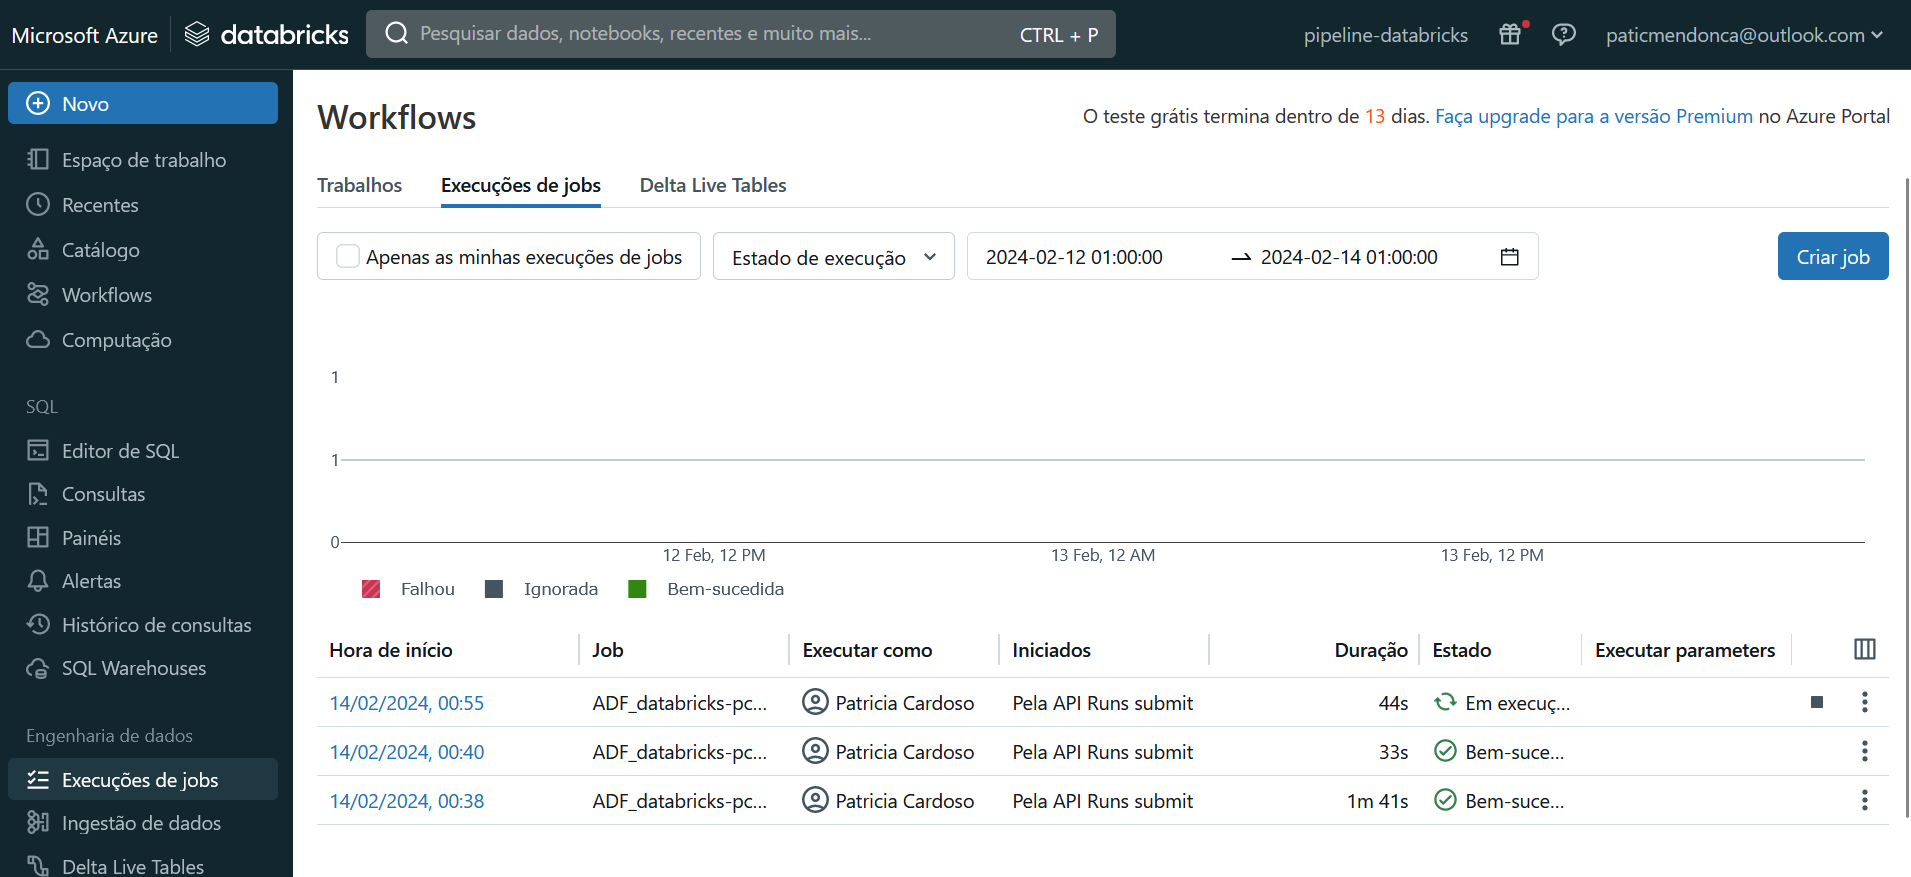 Microsoft Azure databricks Pesquisar dados, notebooks, recentes e muito mais... CTRL + P pipeline-databricks paticmendonca@outlook.com
Novo
Espaço de trabalho
Recentes
Catálogo
Workflows
Computação
SQL
Editor de SQL
Consultas
Painéis
Alertas
Histórico de consultas
SQL Warehouses
Engenharia de dados
Execuções de jobs
Ingestão de dados
Delta Live Tables
Workflows
O teste grátis termina dentro de 13 dias. Faça upgrade para a versão Premium no Azure Portal
Trabalhos Execuções de jobs Delta Live Tables
Apenas as minhas execuções de jobs Estado de execução 2024-02-12 01:00:00 → 2024-02-14 01:00:00 Criar job
1
1
0
12 Feb, 12 PM 13 Feb, 12 AM 13 Feb, 12 PM
Falhou Ignorada Bem-sucedida
Hora de início Job Executar como Iniciados Duração Estado Executar parameters
14/02/2024, 00:55 ADF_databricks-pc... Patricia Cardoso Pela API Runs submit 44s Em execuç...
14/02/2024, 00:40 ADF_databricks-pc... Patricia Cardoso Pela API Runs submit 33s Bem-suce...
14/02/2024, 00:38 ADF_databricks-pc... Patricia Cardoso Pela API Runs submit 1m 41s Bem-suce...